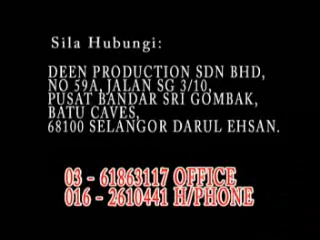 Sila Hubungi:
DEEN PRODUCTION SDN BHD,
NO 59A, JALAN SG 3/10,
PUSAT BANDAR SRI GOMBAK,
BATU CAVES,
68100 SELANGOR DARUL EHSAN.
03 - 61863117 OFFICE
016 - 2610441 H/PHONE